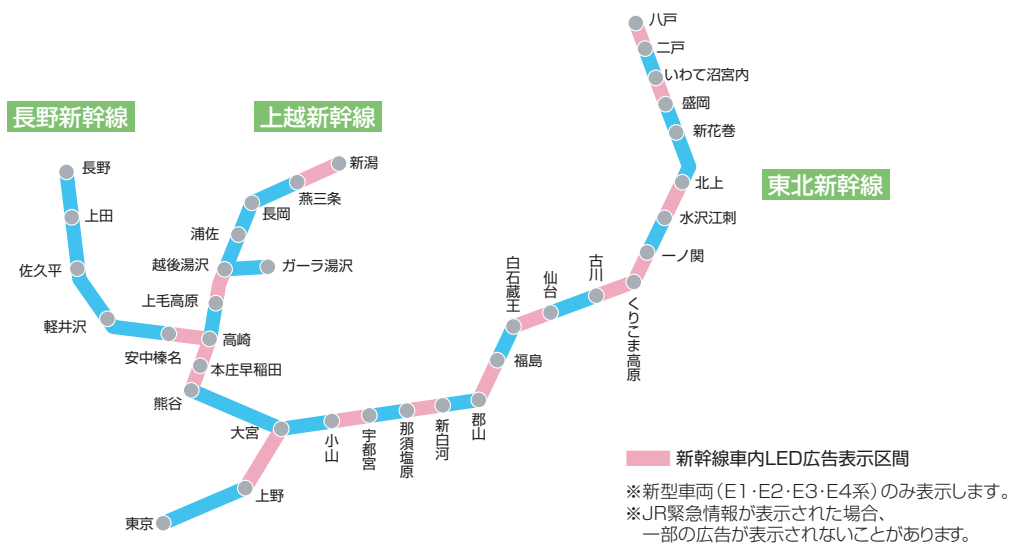 長野新幹線
長野
上田
佐久平
軽井沢
安中榛名
上越新幹線
新潟
燕三条
長岡
浦佐
越後湯沢
ガーラ湯沢
上毛高原
高崎
本庄早稲田
熊谷
大宮
上野
東京
東北新幹線
八戸
二戸
いわて沼宮内
盛岡
新花巻
北上
水沢江刺
一ノ関
くりこま高原
古川
仙台
白石蔵王
福島
郡山
新白河
那須塩原
宇都宮
小山
新幹線車内LED広告表示区間
※新型車両(E1・E2・E3・E4系)のみ表示します。
※JR緊急情報が表示された場合、
一部の広告が表示されないことがあります。